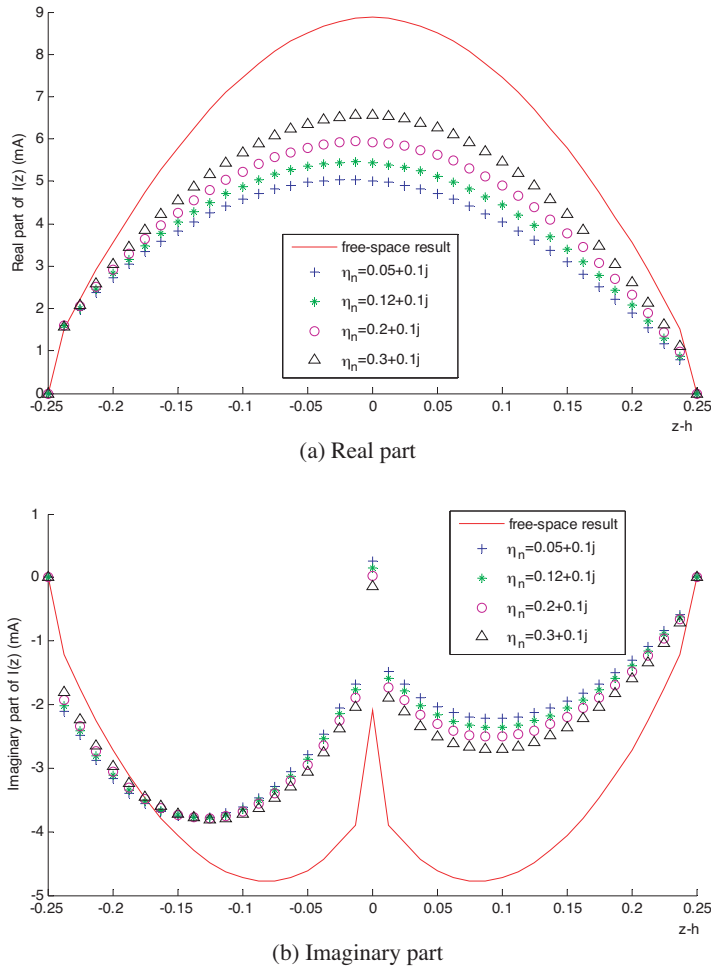 9
8
7
6
5
4
3
2
1
0
Real part of I(z) (mA)
free-space result
ηn=0.05+0.1j
ηn=0.12+0.1j
ηn=0.2+0.1j
ηn=0.3+0.1j
-0.25 -0.2 -0.15 -0.1 -0.05 0 0.05 0.1 0.15 0.2 0.25
z-h
(a) Real part
1
0
-1
-2
-3
-4
-5
Imaginary part of I(z) (mA)
free-space result
ηn=0.05+0.1j
ηn=0.12+0.1j
ηn=0.2+0.1j
ηn=0.3+0.1j
-0.25 -0.2 -0.15 -0.1 -0.05 0 0.05 0.1 0.15 0.2 0.25
z-h
(b) Imaginary part